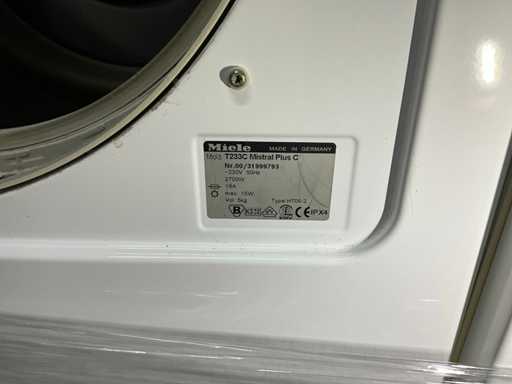 Miele MADE IN GERMANY
Mod. T233C Mistral Plus C
Nr.00/31999793
~230V 50Hz
2700W
16A
max. 15W
Vol. 5kg Type HT06-2
CE IPX4